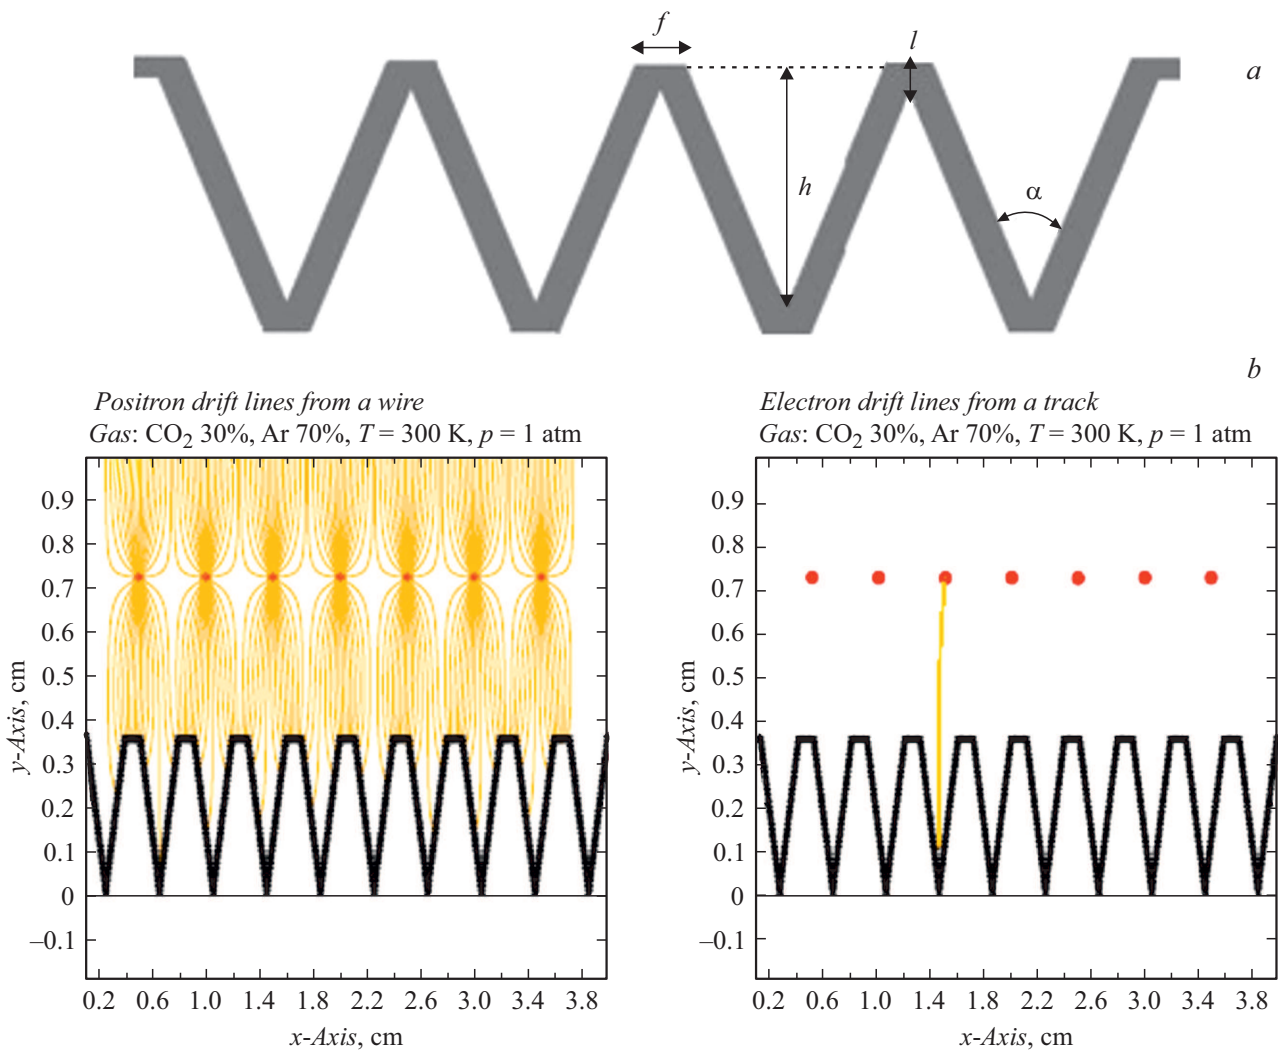 f
l
a
h
α
b
Positron drift lines from a wire
Gas: CO2 30%, Ar 70%, T = 300 K, p = 1 atm
0.9
0.8
0.7
0.6
0.5
0.4
0.3
0.2
0.1
0
–0.1
y-Axis, cm
0.2 0.6 1.0 1.4 1.8 2.2 2.6 3.0 3.4 3.8
x-Axis, cm
Electron drift lines from a track
Gas: CO2 30%, Ar 70%, T = 300 K, p = 1 atm
0.9
0.8
0.7
0.6
0.5
0.4
0.3
0.2
0.1
0
–0.1
y-Axis, cm
0.2 0.6 1.0 1.4 1.8 2.2 2.6 3.0 3.4 3.8
x-Axis, cm